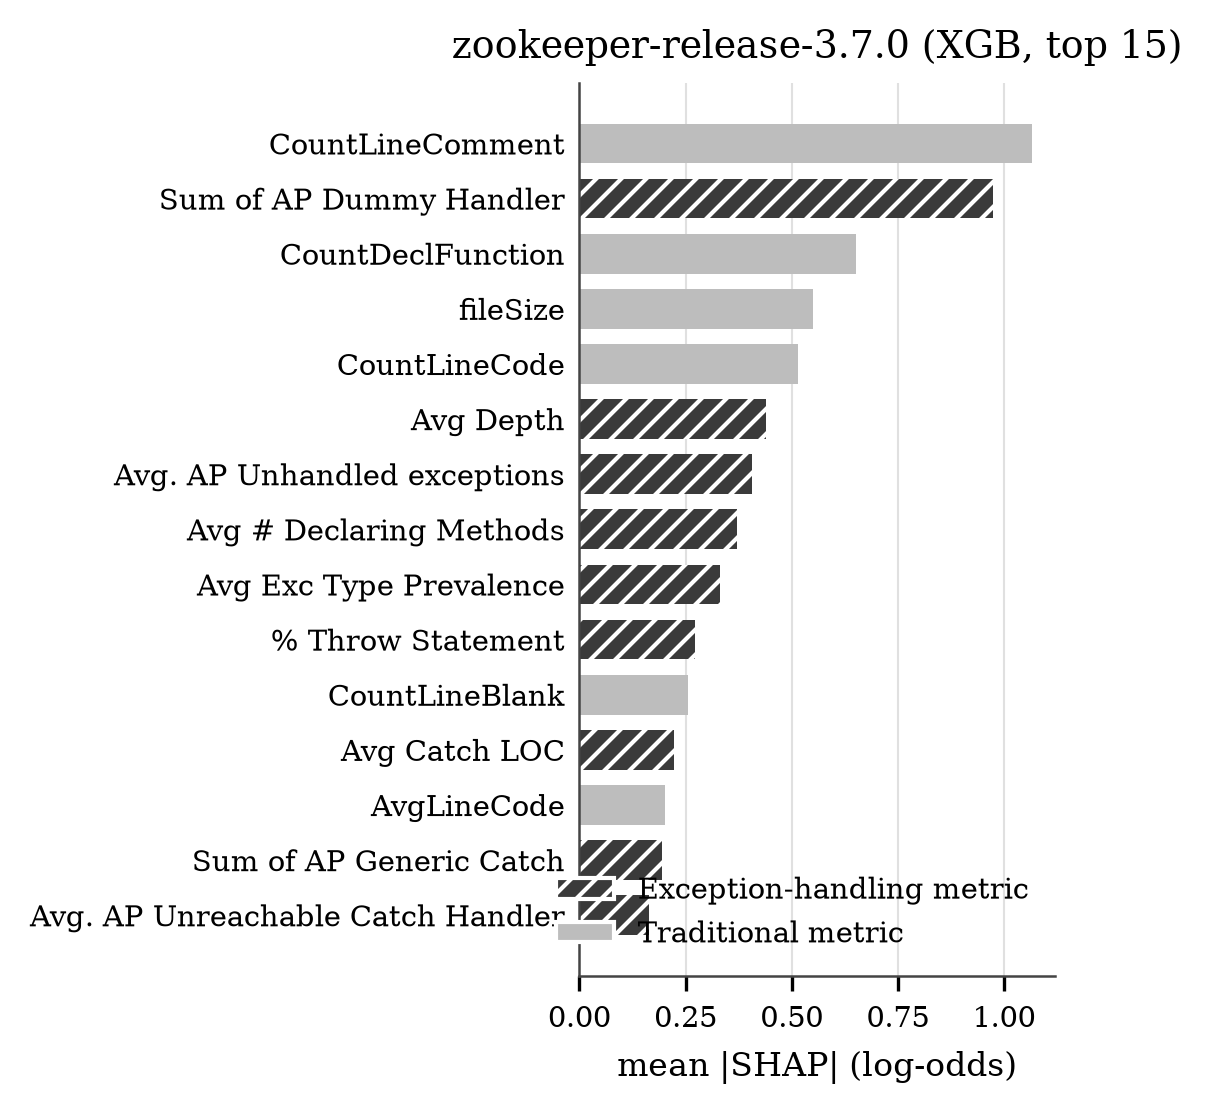 zookeeper-release-3.7.0 (XGB, top 15)
CountLineComment
Sum of AP Dummy Handler
CountDeclFunction
fileSize
CountLineCode
Avg Depth
Avg. AP Unhandled exceptions
Avg # Declaring Methods
Avg Exc Type Prevalence
% Throw Statement
CountLineBlank
Avg Catch LOC
AvgLineCode
Sum of AP Generic Catch
Exception-handling metric
Avg. AP Unreachable Catch Handler
Traditional metric
0.00 0.25 0.50 0.75 1.00
mean |SHAP| (log-odds)